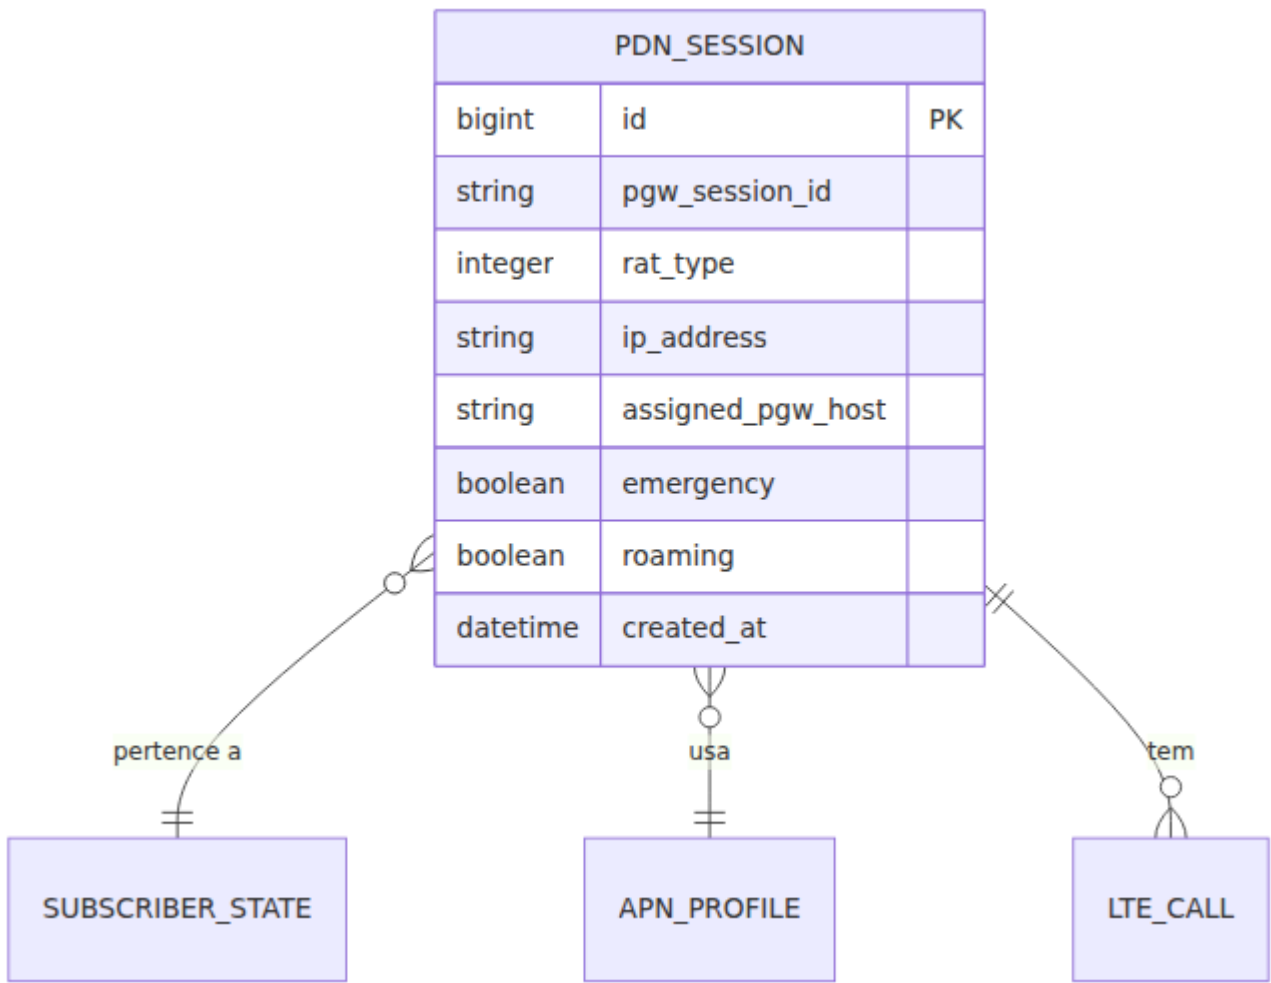 PDN_SESSION
bigint id PK
string pgw_session_id
integer rat_type
string ip_address
string assigned_pgw_host
boolean emergency
boolean roaming
datetime created_at
pertence a usa tem
SUBSCRIBER_STATE APN_PROFILE LTE_CALL